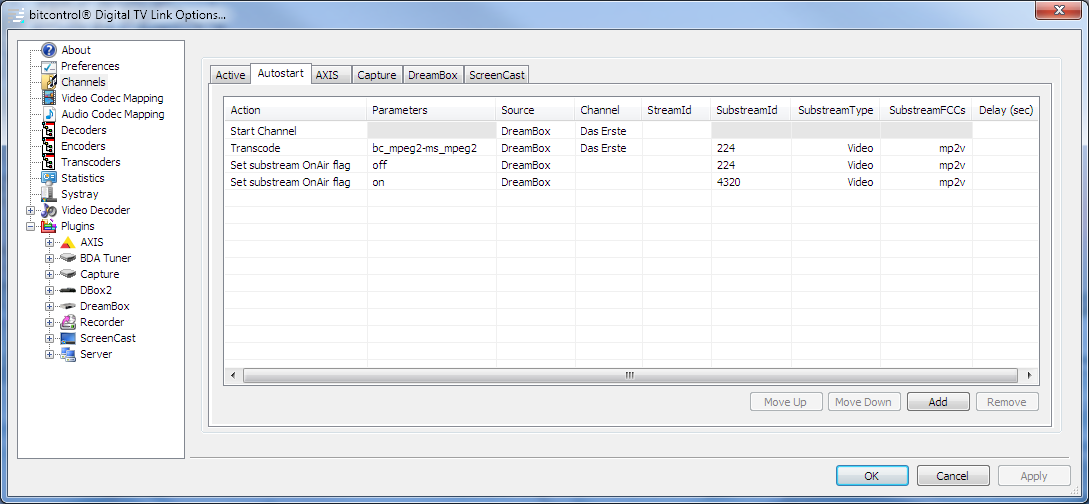 bitcontrol® Digital TV Link Options...
About
Preferences
Channels
Video Codec Mapping
Audio Codec Mapping
Decoders
Encoders
Transcoders
Statistics
Systray
Video Decoder
Plugins
AXIS
BDA Tuner
Capture
DBox2
DreamBox
Recorder
ScreenCast
Server
Active Autostart AXIS Capture DreamBox ScreenCast
Action Parameters Source Channel StreamId SubstreamId SubstreamType SubstreamFCCs Delay (sec)
Start Channel DreamBox Das Erste
Transcode bc_mpeg2-ms_mpeg2 DreamBox Das Erste 224 Video mp2v
Set substream OnAir flag off DreamBox 224 Video mp2v
Set substream OnAir flag on DreamBox 4320 Video mp2v
Move Up Move Down Add Remove
OK Cancel Apply